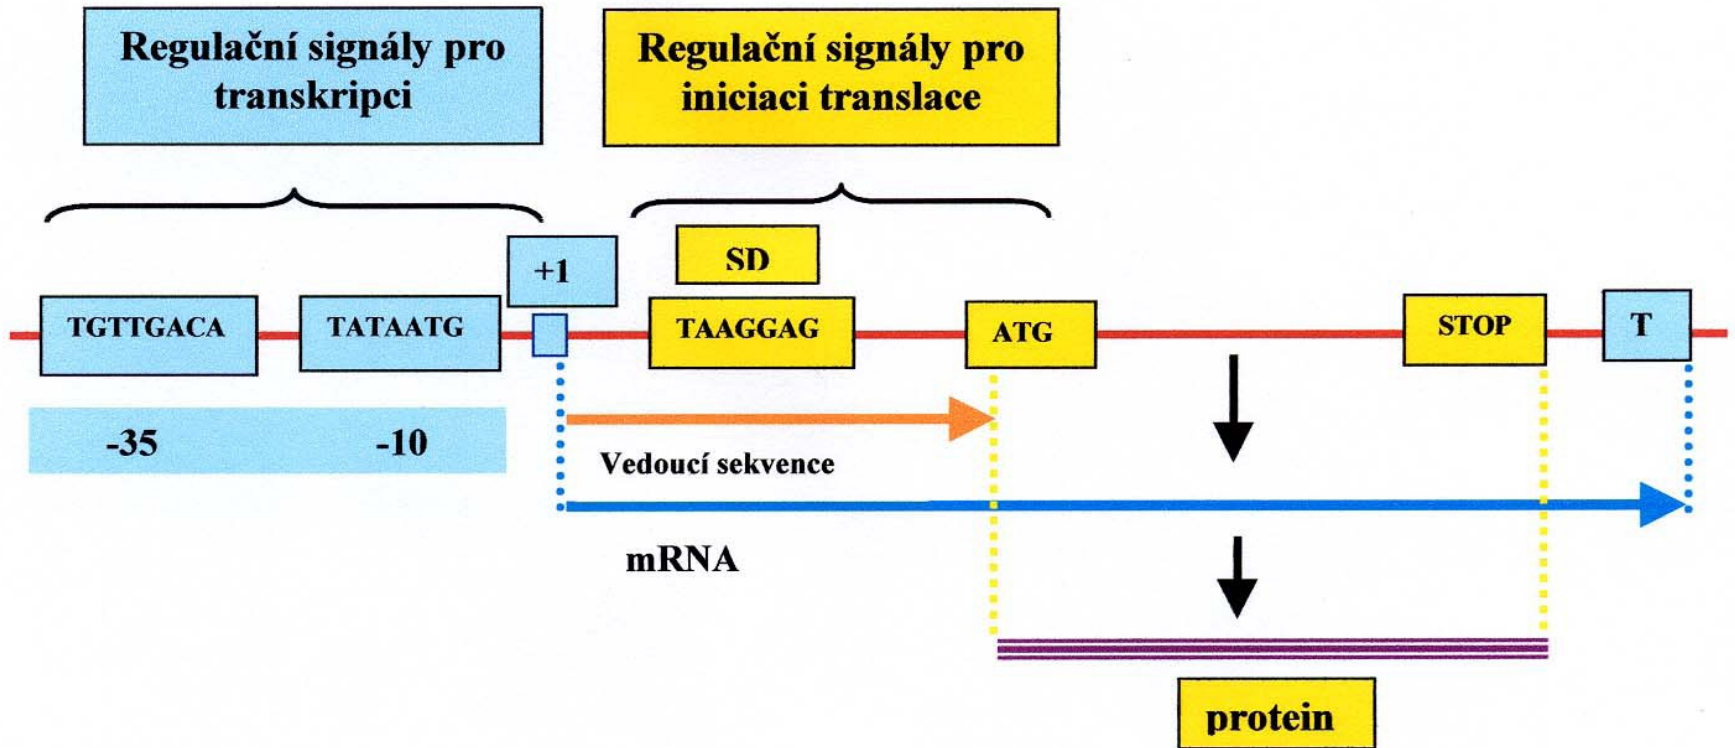 Regulační signály pro
transkripci
Regulační signály pro
iniciaci translace
+1
SD
TGTTGACA
TATAATG
TAAGGAG
ATG
STOP
T
-35
-10
Vedoucí sekvence
mRNA
protein